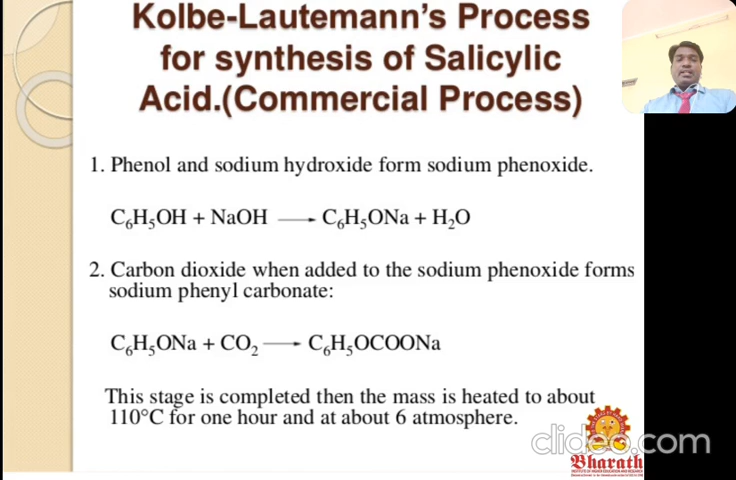 Kolbe-Lautemann’s Process
for synthesis of Salicylic
Acid.(Commercial Process)
1. Phenol and sodium hydroxide form sodium phenoxide.
C₆H₅OH + NaOH ⟶ C₆H₅ONa + H₂O
2. Carbon dioxide when added to the sodium phenoxide forms
sodium phenyl carbonate:
C₆H₅ONa + CO₂ ⟶ C₆H₅OCOONa
This stage is completed then the mass is heated to about
110°C for one hour and at about 6 atmosphere.
clideo.com
Bharath